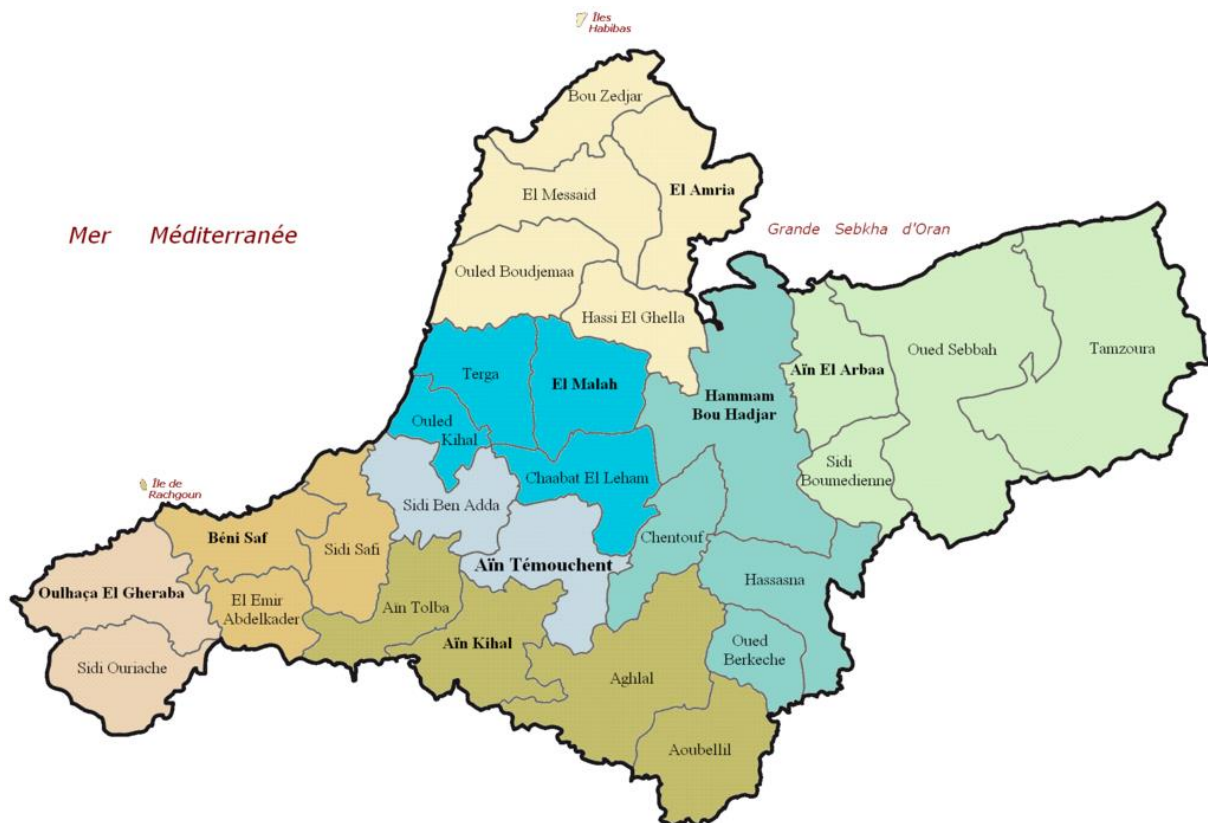 Îles
Habibas
Bou Zedjar
El Messaid
El Amria
Mer Méditerranée
Grande Sebkha d'Oran
Ouled Boudjemaa
Hassi El Ghella
Terga
El Malah
Aïn El Arbaa
Oued Sebbah
Tamzoura
Hammam
Bou Hadjar
Ouled
Kihal
Chaabat El Leham
Sidi
Boumedienne
Île de
Rachgoun
Sidi Ben Adda
Béni Saf
Sidi Safi
Chentouf
Aïn Témouchent
Hassasna
Oulhaça El Gheraba
El Emir
Abdelkader
Ain Tolba
Aïn Kihal
Oued
Berkeche
Sidi Ouriache
Aghlal
Aoubellil